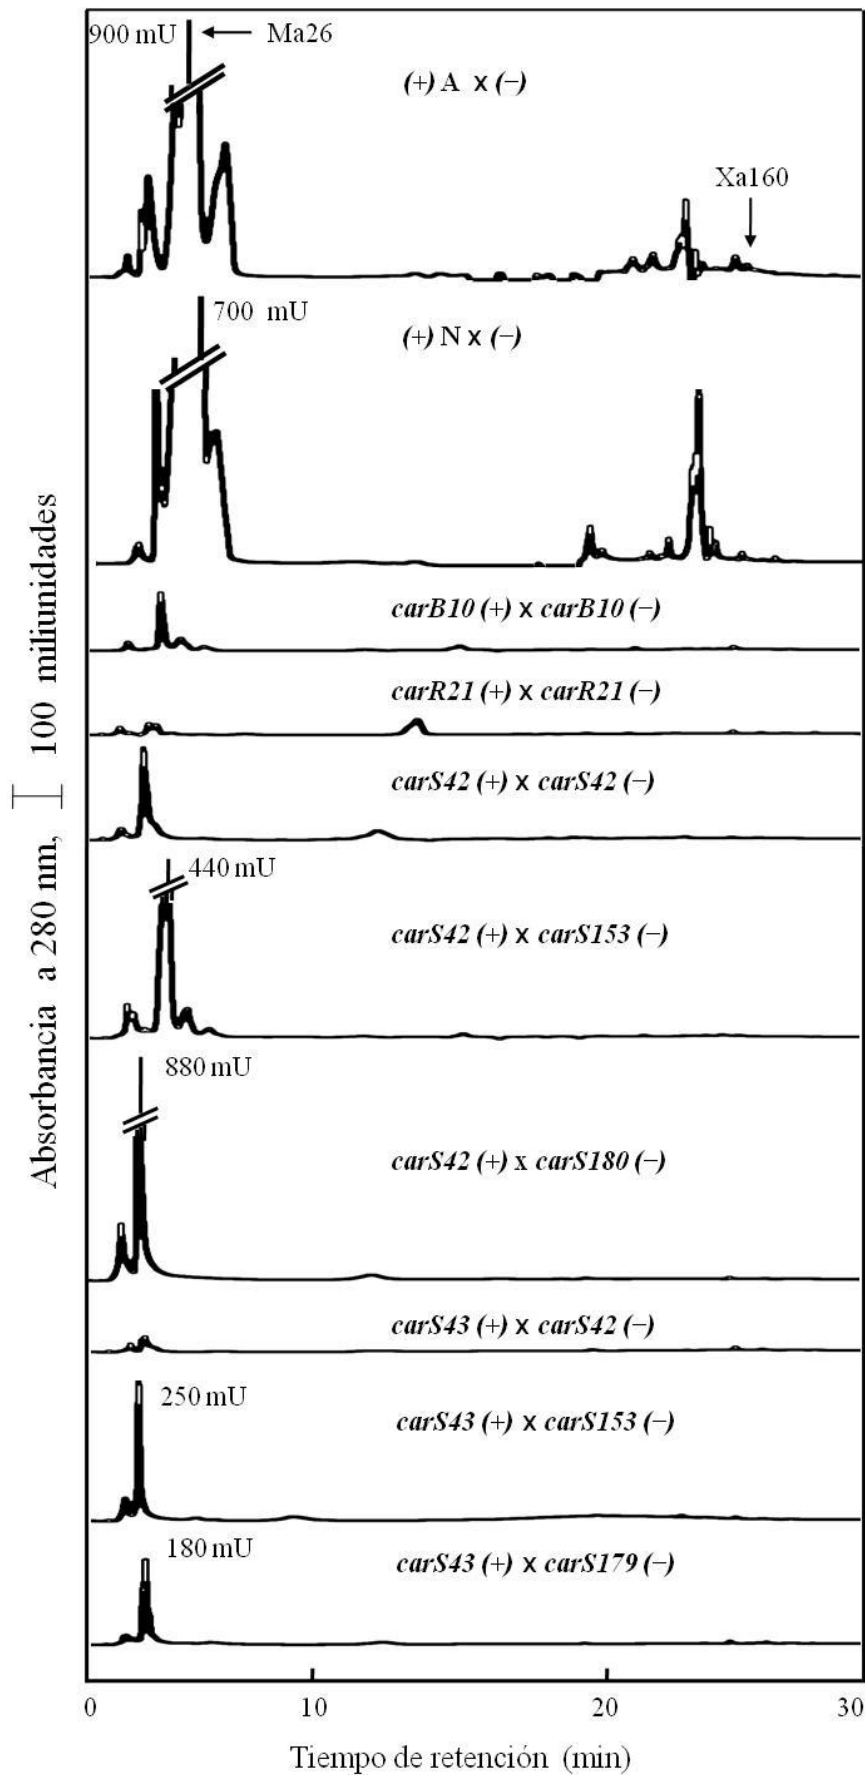 900 mU
Ma26
(+) A x (−)
Xa160
700 mU
(+) N x (−)
carB10 (+) x carB10 (−)
carR21 (+) x carR21 (−)
carS42 (+) x carS42 (−)
440 mU
carS42 (+) x carS153 (−)
880 mU
carS42 (+) x carS180 (−)
carS43 (+) x carS42 (−)
250 mU
carS43 (+) x carS153 (−)
180 mU
carS43 (+) x carS179 (−)
Absorbancia a 280 nm, 100 miliunidades
0 10 20 30
Tiempo de retención (min)